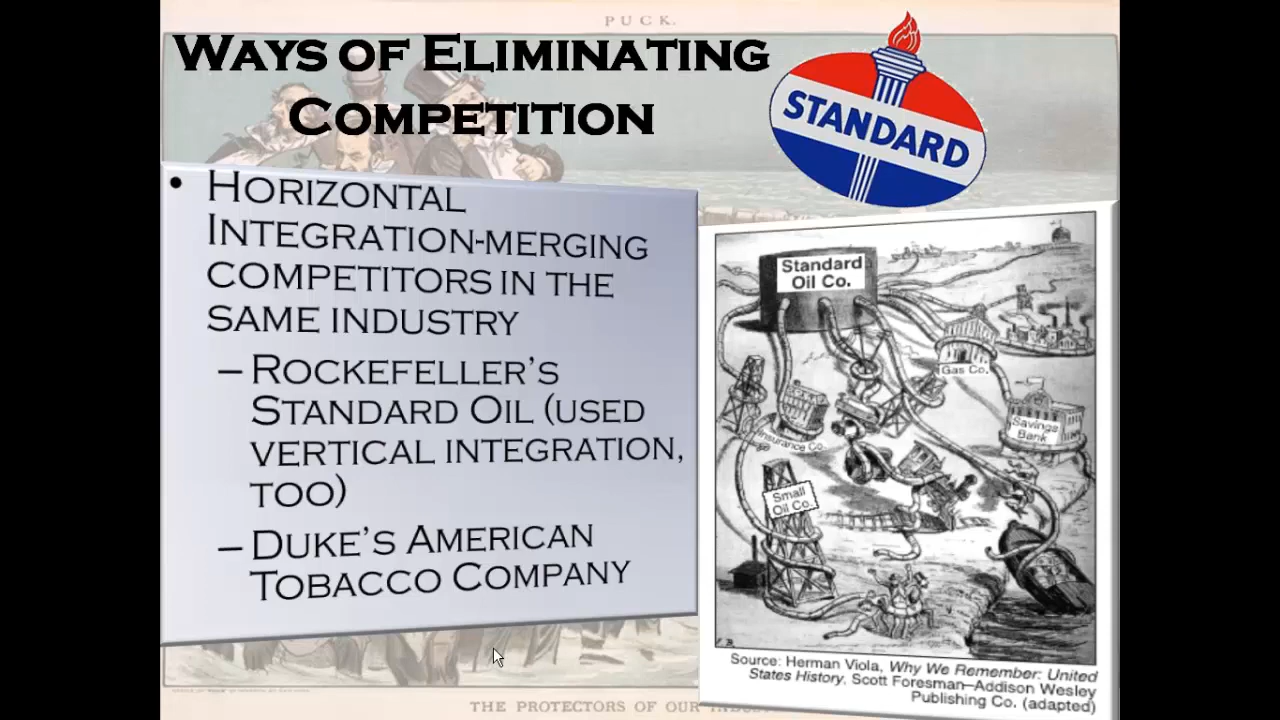 PUCK.
WAYS OF ELIMINATING
COMPETITION
STANDARD
• HORIZONTAL
INTEGRATION-MERGING
COMPETITORS IN THE
SAME INDUSTRY
– ROCKEFELLER'S
STANDARD OIL (USED
VERTICAL INTEGRATION,
TOO)
– DUKE'S AMERICAN
TOBACCO COMPANY
Standard
Oil Co.
Gas Co.
Savings
Bank
Insurance Co.
Small
Oil Co.
Source: Herman Viola, Why We Remember: United
States History, Scott Foresman–Addison Wesley
Publishing Co. (adapted)
THE PROTECTORS OF OUR INDUS